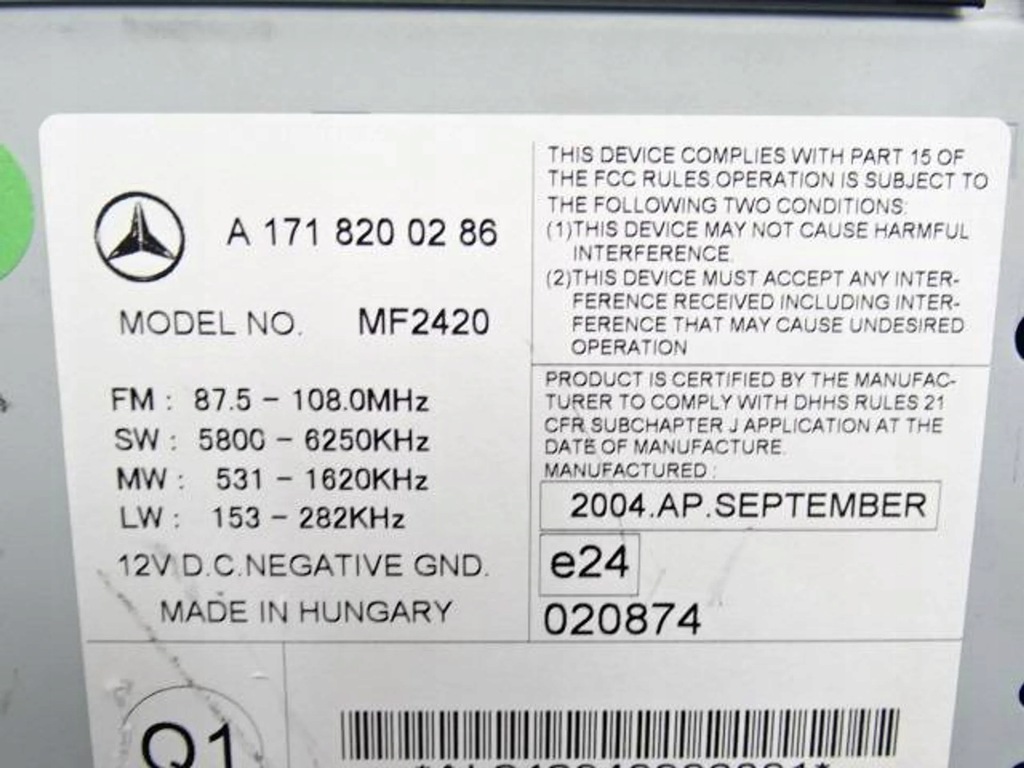 A 171 820 02 86
MODEL NO. MF2420
FM : 87.5 - 108.0MHz
SW : 5800 - 6250KHz
MW : 531 - 1620KHz
LW : 153 - 282KHz
12V D.C.NEGATIVE GND.
MADE IN HUNGARY
THIS DEVICE COMPLIES WITH PART 15 OF
THE FCC RULES.OPERATION IS SUBJECT TO
THE FOLLOWING TWO CONDITIONS:
(1)THIS DEVICE MAY NOT CAUSE HARMFUL
INTERFERENCE.
(2)THIS DEVICE MUST ACCEPT ANY INTER-
FERENCE RECEIVED INCLUDING INTER-
FERENCE THAT MAY CAUSE UNDESIRED
OPERATION
PRODUCT IS CERTIFIED BY THE MANUFAC-
TURER TO COMPLY WITH DHHS RULES 21
CFR SUBCHAPTER J APPLICATION AT THE
DATE OF MANUFACTURE.
MANUFACTURED :
2004.AP.SEPTEMBER
e24
020874
Q1